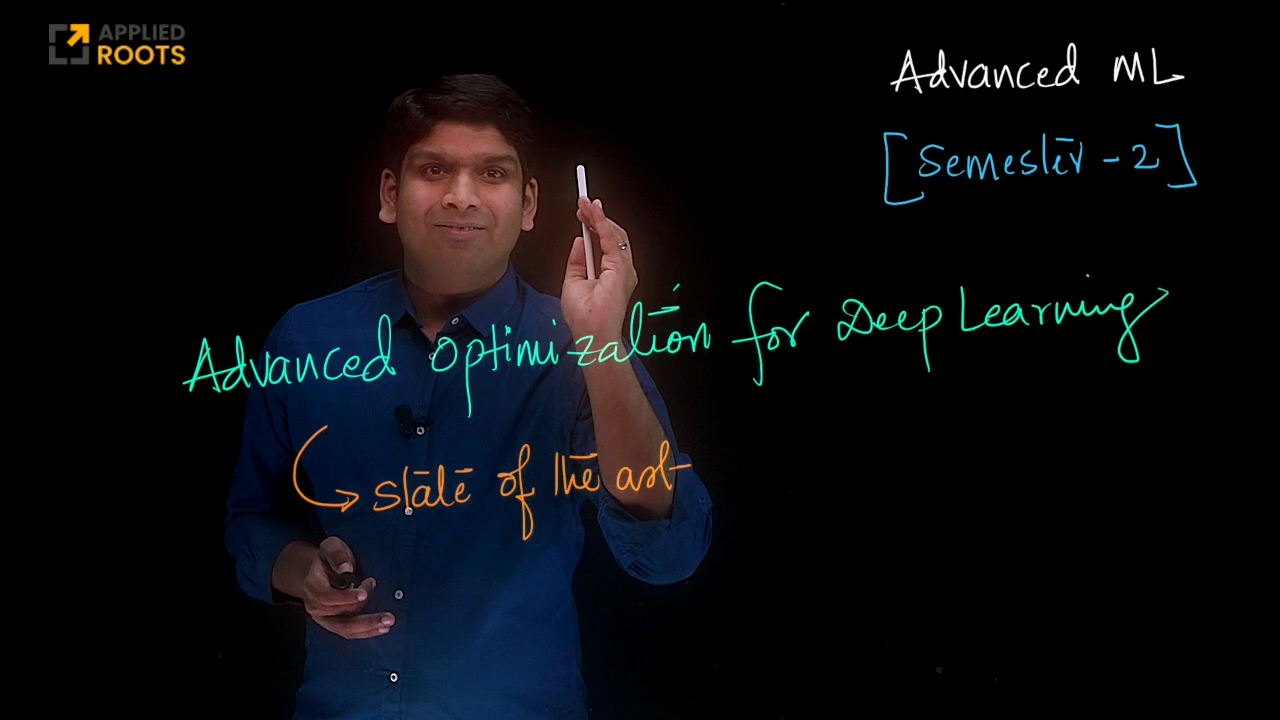 APPLIED
ROOTS
Advanced ML
[Semester - 2]
Advanced Optimization for Deep Learning
state of the art